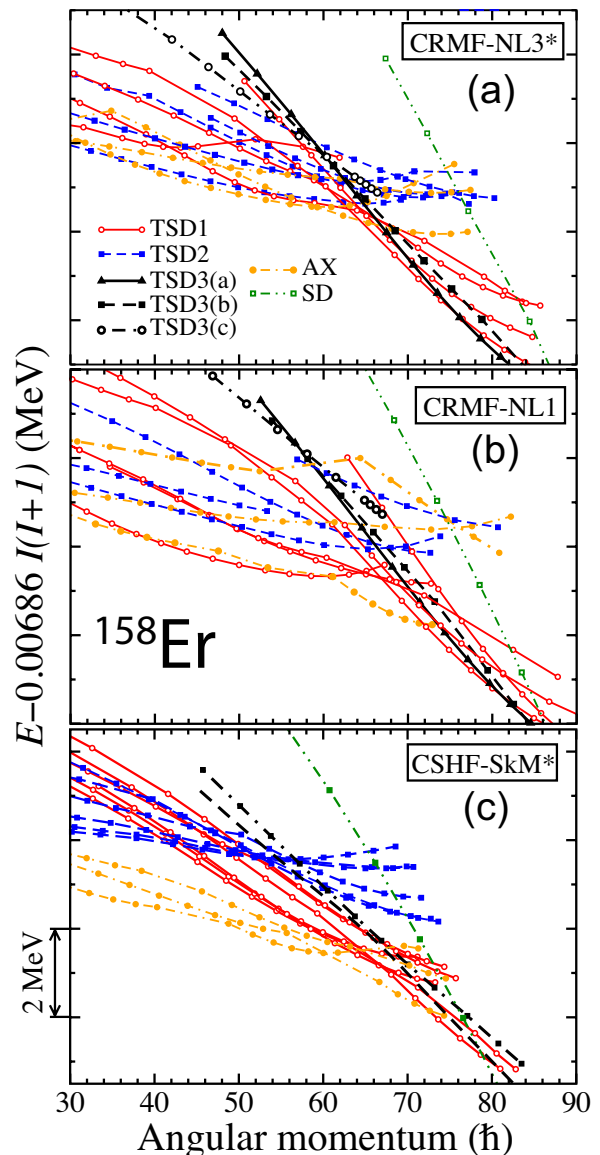 CRMF-NL3*
(a)
TSD1
TSD2
TSD3(a)
TSD3(b)
TSD3(c)
AX
SD
CRMF-NL1
(b)
¹⁵⁸Er
CSHF-SkM*
(c)
2 MeV
E−0.00686 I(I+1) (MeV)
30 40 50 60 70 80 90
Angular momentum (ħ)